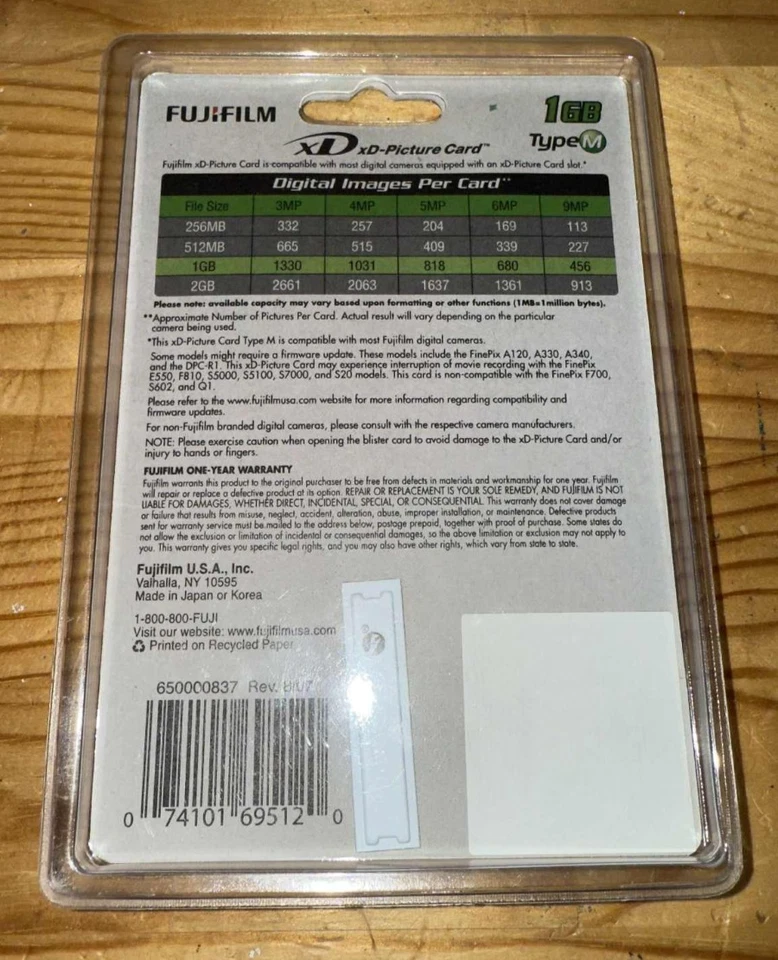 FUJIFILM
1GB
xD xD-Picture Card™
Type M
Fujifilm xD-Picture Card is compatible with most digital cameras equipped with an xD-Picture Card slot.*
Digital Images Per Card**
File Size 3MP 4MP 5MP 6MP 9MP
256MB 332 257 204 169 113
512MB 665 515 409 339 227
1GB 1330 1031 818 680 456
2GB 2661 2063 1637 1361 913
Please note: available capacity may vary based upon formatting or other functions (1MB=1million bytes).
**Approximate Number of Pictures Per Card. Actual result will vary depending on the particular
camera being used.
*This xD-Picture Card Type M is compatible with most Fujifilm digital cameras.
Some models might require a firmware update. These models include the FinePix A120, A330, A340,
and the DPC-R1. This xD-Picture Card may experience interruption of movie recording with the FinePix
E550, F810, S5000, S5100, S7000, and S20 models. This card is non-compatible with the FinePix F700,
S602, and Q1.
Please refer to the www.fujifilmusa.com website for more information regarding compatibility and
firmware updates.
For non-Fujifilm branded digital cameras, please consult with the respective camera manufacturers.
NOTE: Please exercise caution when opening the blister card to avoid damage to the xD-Picture Card and/or
injury to hands or fingers.
FUJIFILM ONE-YEAR WARRANTY
Fujifilm warrants this product to the original purchaser to be free from defects in materials and workmanship for one year. Fujifilm
will repair or replace a defective product at its option. REPAIR OR REPLACEMENT IS YOUR SOLE REMEDY, AND FUJIFILM IS NOT
LIABLE FOR DAMAGES, WHETHER DIRECT, INCIDENTAL, SPECIAL, OR CONSEQUENTIAL. This warranty does not cover damage
or failure that results from misuse, neglect, accident, alteration, abuse, improper installation, or maintenance. Defective products
sent for warranty service must be mailed to the address below, postage prepaid, together with proof of purchase. Some states do
not allow the exclusion or limitation of incidental or consequential damages, so the above limitation or exclusion may not apply to
you. This warranty gives you specific legal rights, and you may also have other rights, which vary from state to state.
Fujifilm U.S.A., Inc.
Valhalla, NY 10595
Made in Japan or Korea
1-800-800-FUJI
Visit our website: www.fujifilmusa.com
Printed on Recycled Paper
650000837 Rev.
0 74101 69512 0